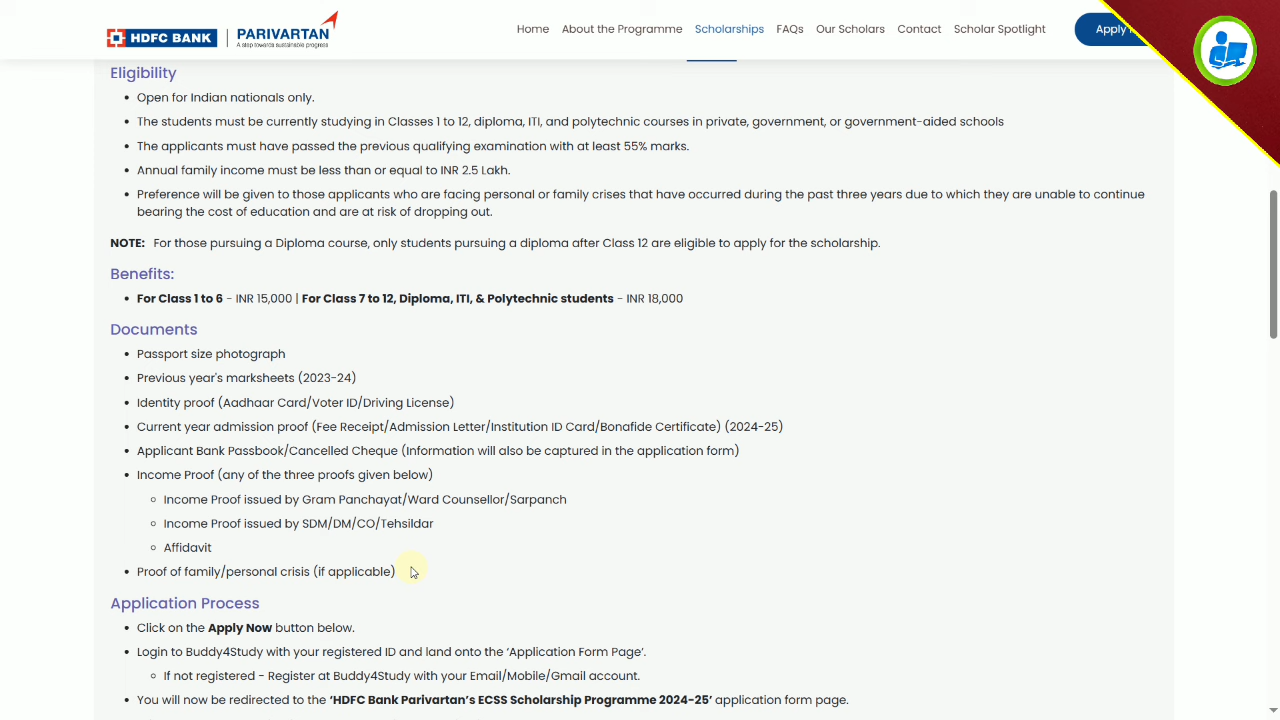 HDFC BANK
PARIVARTAN
A step towards sustainable progress
Home
About the Programme
Scholarships
FAQs
Our Scholars
Contact
Scholar Spotlight
Apply
Eligibility
• Open for Indian nationals only.
• The students must be currently studying in Classes 1 to 12, diploma, ITI, and polytechnic courses in private, government, or government-aided schools
• The applicants must have passed the previous qualifying examination with at least 55% marks.
• Annual family income must be less than or equal to INR 2.5 Lakh.
• Preference will be given to those applicants who are facing personal or family crises that have occurred during the past three years due to which they are unable to continue
bearing the cost of education and are at risk of dropping out.
NOTE: For those pursuing a Diploma course, only students pursuing a diploma after Class 12 are eligible to apply for the scholarship.
Benefits:
• For Class 1 to 6 - INR 15,000 | For Class 7 to 12, Diploma, ITI, & Polytechnic students - INR 18,000
Documents
• Passport size photograph
• Previous year's marksheets (2023-24)
• Identity proof (Aadhaar Card/Voter ID/Driving License)
• Current year admission proof (Fee Receipt/Admission Letter/Institution ID Card/Bonafide Certificate) (2024-25)
• Applicant Bank Passbook/Cancelled Cheque (Information will also be captured in the application form)
• Income Proof (any of the three proofs given below)
◦ Income Proof issued by Gram Panchayat/Ward Counsellor/Sarpanch
◦ Income Proof issued by SDM/DM/CO/Tehsildar
◦ Affidavit
• Proof of family/personal crisis (if applicable)
Application Process
• Click on the Apply Now button below.
• Login to Buddy4Study with your registered ID and land onto the ‘Application Form Page’.
◦ If not registered - Register at Buddy4Study with your Email/Mobile/Gmail account.
• You will now be redirected to the ‘HDFC Bank Parivartan’s ECSS Scholarship Programme 2024-25’ application form page.